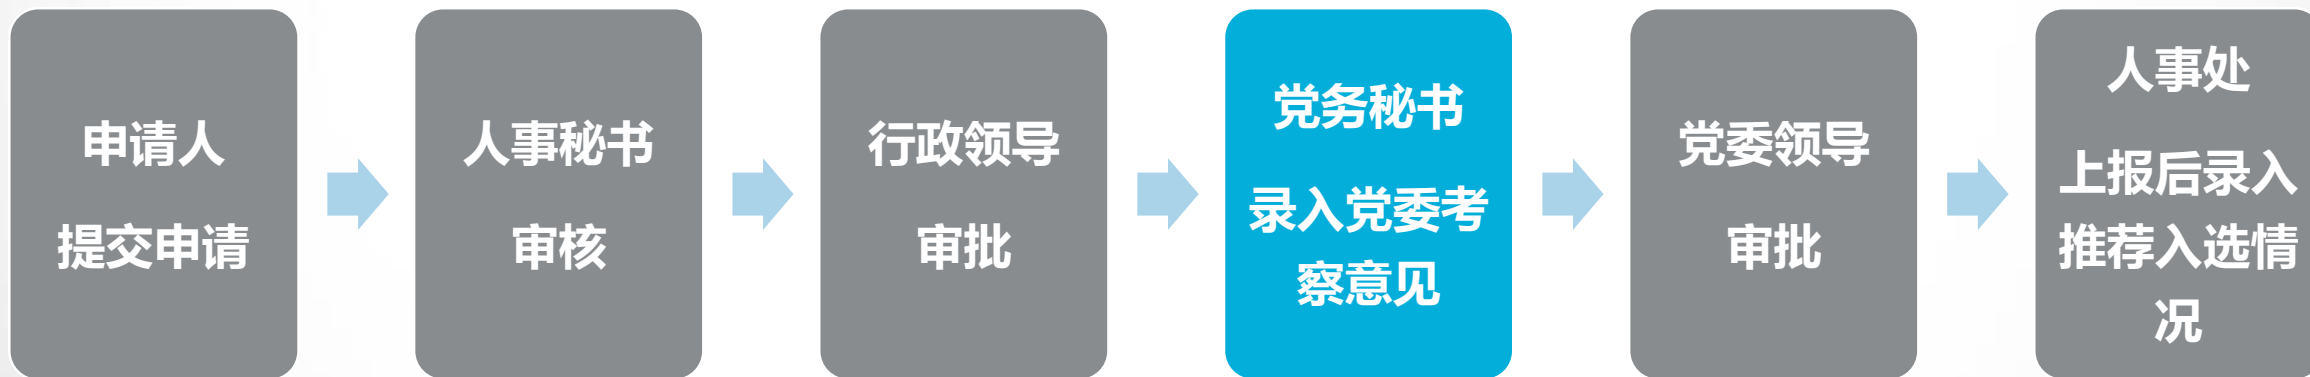 申请人
提交申请
人事秘书
审核
行政领导
审批
党务秘书
录入党委考
察意见
党委领导
审批
人事处
上报后录入
推荐入选情
况